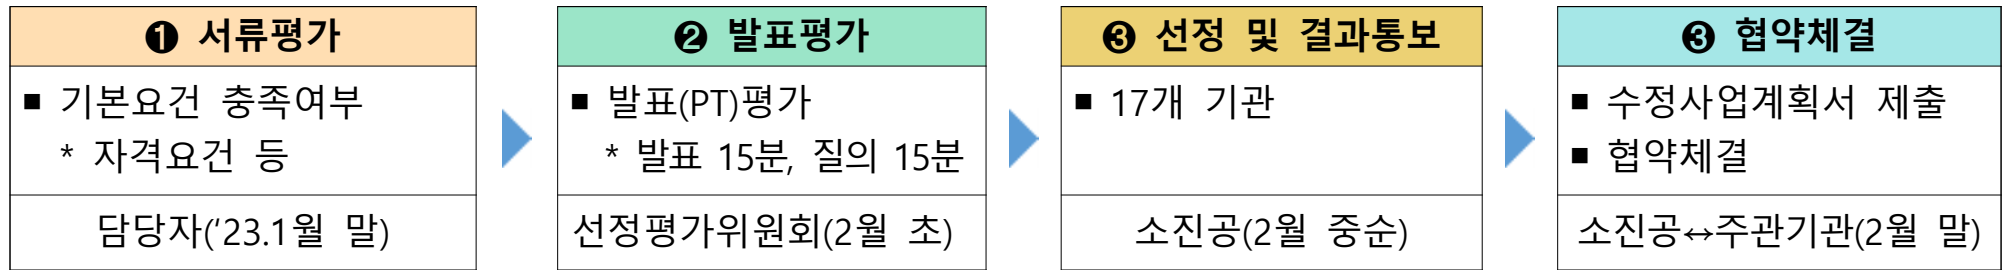 ❶ 서류평가
■ 기본요건 충족여부
* 자격요건 등
담당자(‘23.1월 말)
❷ 발표평가
■ 발표(PT)평가
* 발표 15분, 질의 15분
선정평가위원회(2월 초)
❸ 선정 및 결과통보
■ 17개 기관
소진공(2월 중순)
❸ 협약체결
■ 수정사업계획서 제출
■ 협약체결
소진공↔주관기관(2월 말)